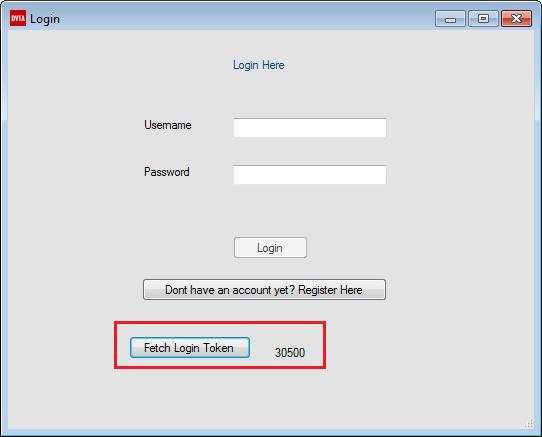 DVTA Login
Login Here
Username
Password
Login
Dont have an account yet? Register Here
Fetch Login Token 30500